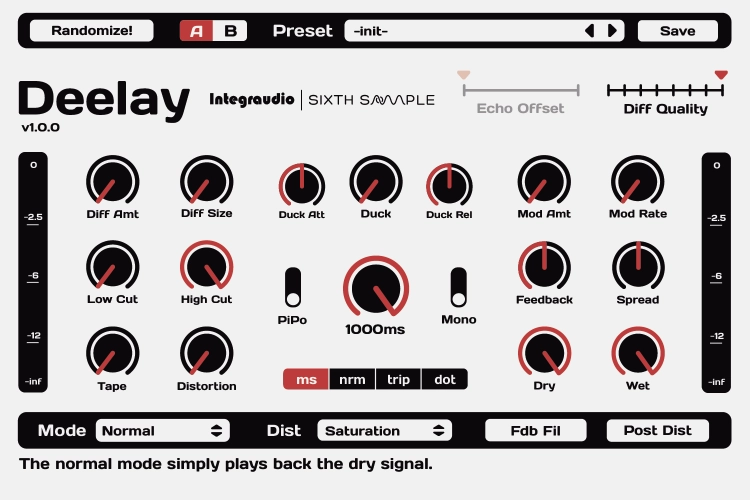 Randomize! A B Preset -init- Save
Deelay
v1.0.0
Integraudio SIXTH SAMPLE
Echo Offset Diff Quality
0 0
Diff Amt Diff Size Duck Att Duck Duck Rel Mod Amt Mod Rate
-2.5 -2.5
-6 -6
Low Cut High Cut Feedback Spread
PiPo 1000ms Mono
-12 -12
ms nrm trip dot
-inf -inf
Tape Distortion Dry Wet
Mode Normal Dist Saturation Fdb Fil Post Dist
The normal mode simply plays back the dry signal.